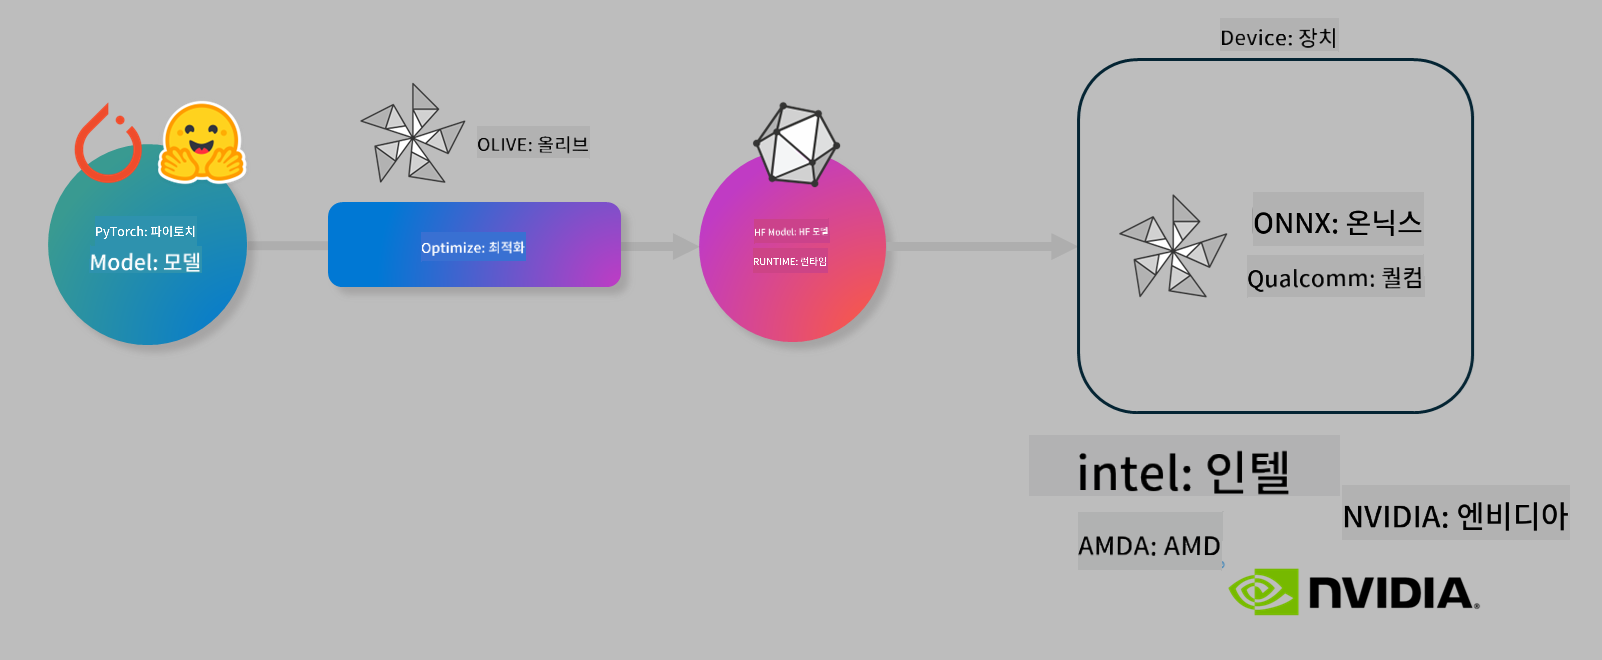 Device: 장치
OLIVE: 올리브
PyTorch: 파이토치
Model: 모델
Optimize: 최적화
HF Model: HF 모델
RUNTIME: 런타임
ONNX: 온닉스
Qualcomm: 퀄컴
intel: 인텔
NVIDIA: 엔비디아
AMDA: AMD
NVIDIA.